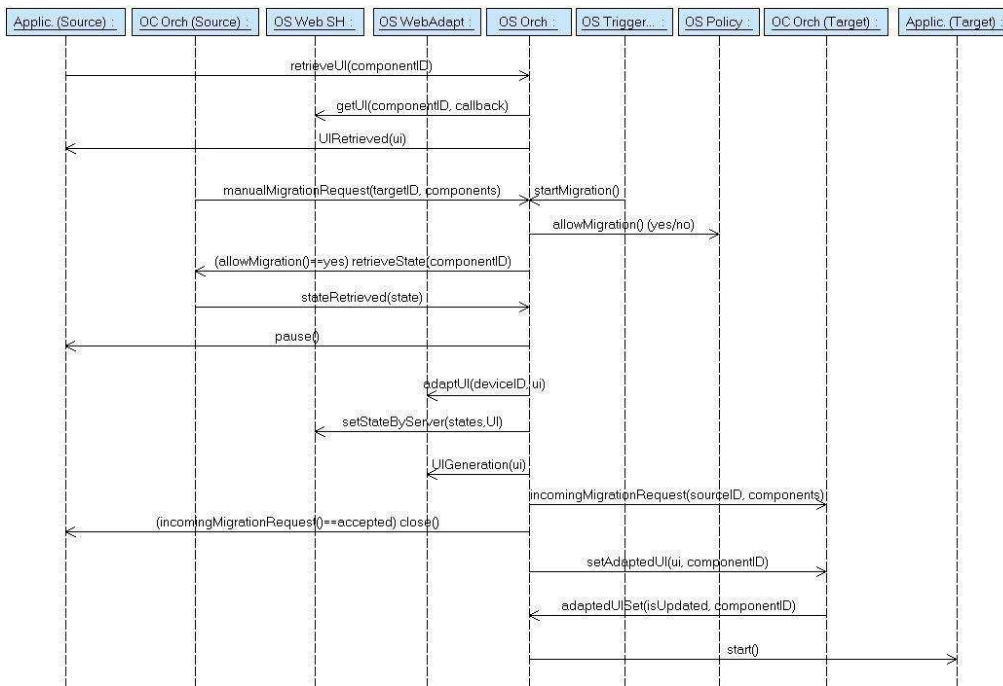 Applic. (Source) :
OC Orch (Source) :
OS Web SH :
OS WebAdapt :
OS Orch :
OS Trigger... :
OS Policy :
OC Orch (Target) :
Applic. (Target) :
retrieveUI(componentID)
getUI(componentID, callback)
UIRetrieved(ui)
manualMigrationRequest(targetID, components)
startMigration()
allowMigration() (yes/no)
(allowMigration()==yes) retrieveState(componentID)
stateRetrieved(state)
pause()
adaptUI(deviceID, ui)
setStateByServer(states,UI)
UIGeneration(ui)
incomingMigrationRequest(sourceID, components)
(incomingMigrationRequest()==accepted) close()
setAdaptedUI(ui, componentID)
adaptedUISet(isUpdated, componentID)
start()